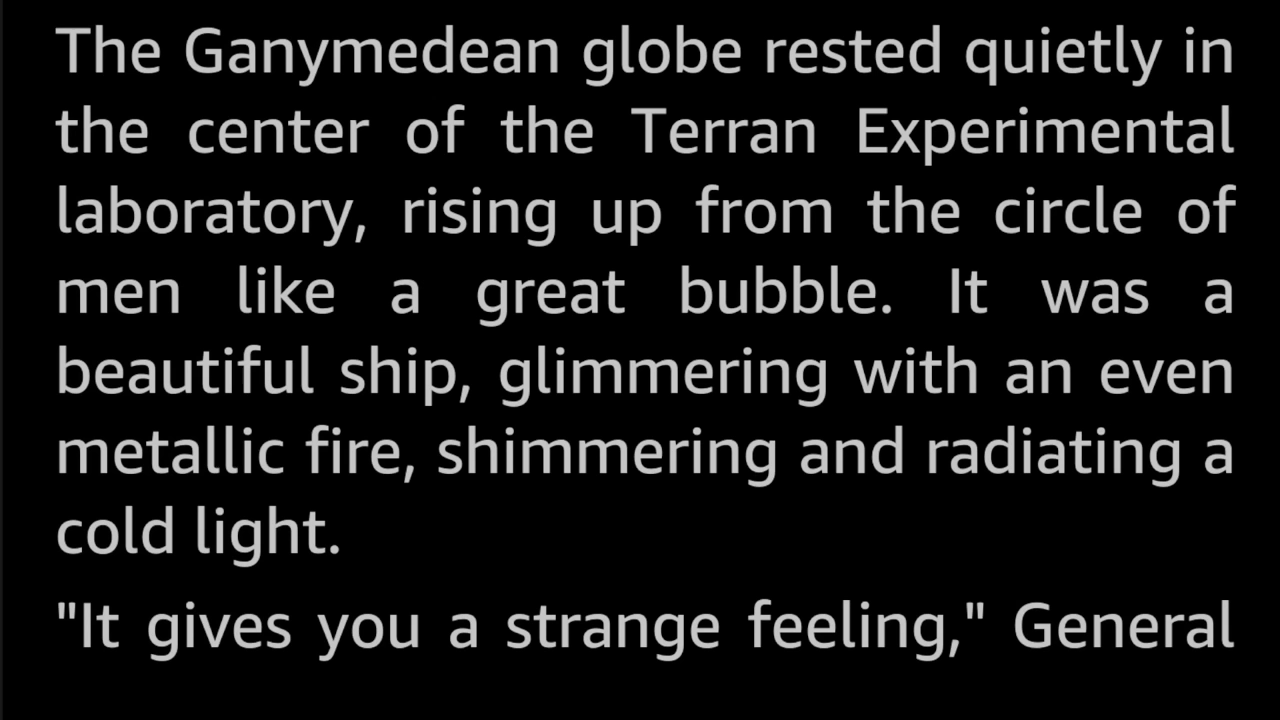 The Ganymedean globe rested quietly in
the center of the Terran Experimental
laboratory, rising up from the circle of
men like a great bubble. It was a
beautiful ship, glimmering with an even
metallic fire, shimmering and radiating a
cold light.
"It gives you a strange feeling," General